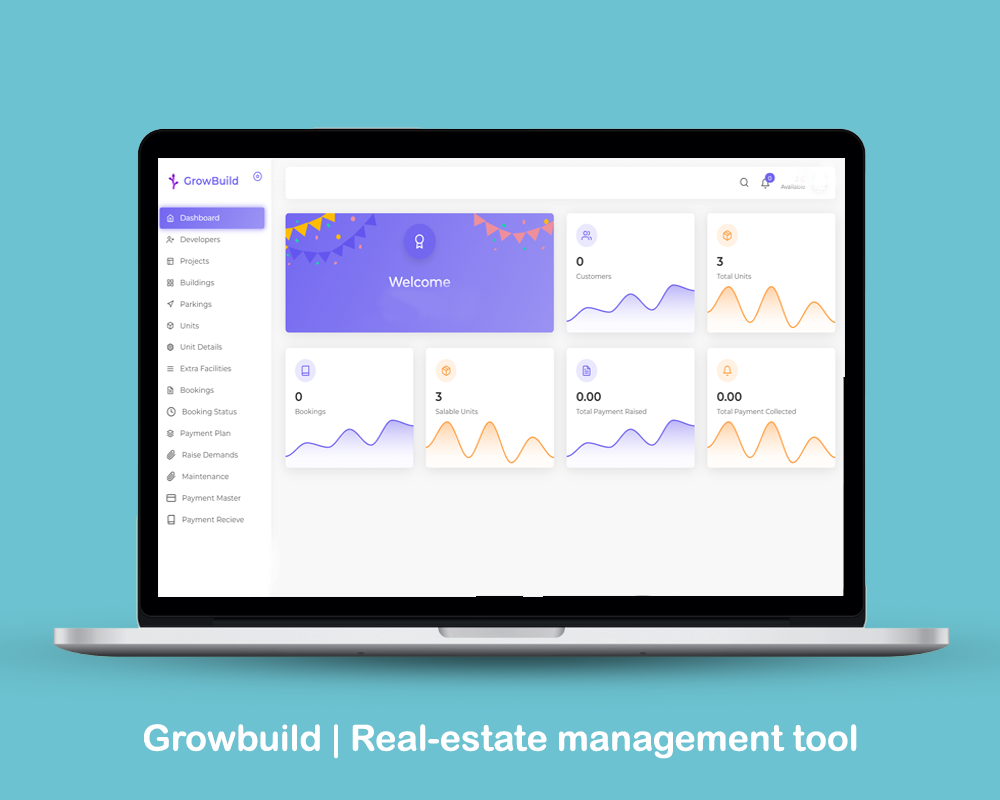 GrowBuild
Dashboard
Developers
Projects
Buildings
Parkings
Units
Unit Details
Extra Facilities
Bookings
Booking Status
Payment Plan
Raise Demands
Maintenance
Payment Master
Payment Recieve
0
Available
Welcome
0
Customers
3
Total Units
0
Bookings
3
Salable Units
0.00
Total Payment Raised
0.00
Total Payment Collected
Growbuild | Real-estate management tool